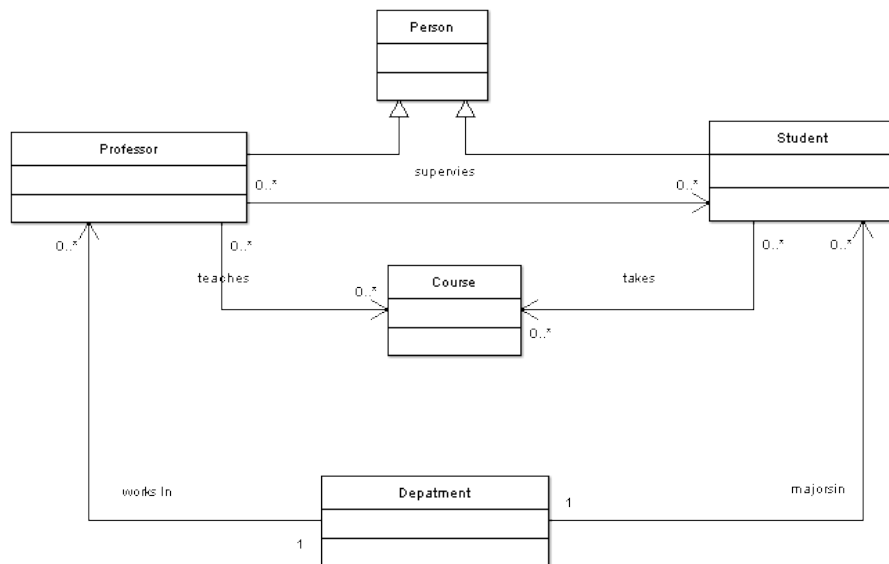 Person
Professor
Student
supervies
0..*
0..*
0..*
0..*
0..*
0..*
teaches
Course
takes
0..*
0..*
works In
Depatment
majorsin
1
1